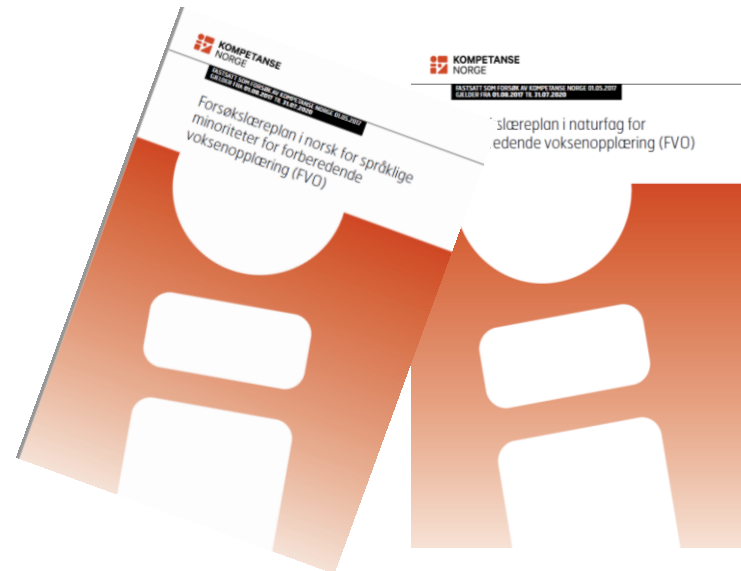 KOMPETANSE
NORGE
FASTSATT SOM FORSØK AV KOMPETANSE NORGE 01.05.2017
GJELDER FRA 01.08.2017 TIL 31.07.2020
Forsøkslæreplan i norsk for språklige
minoriteter for forberedende
voksenopplæring (FVO)
KOMPETANSE
NORGE
FASTSATT SOM FORSØK AV KOMPETANSE NORGE 01.05.2017
GJELDER FRA 01.08.2017 TIL 31.07.2020
slæreplan i naturfag for
edende voksenopplæring (FVO)